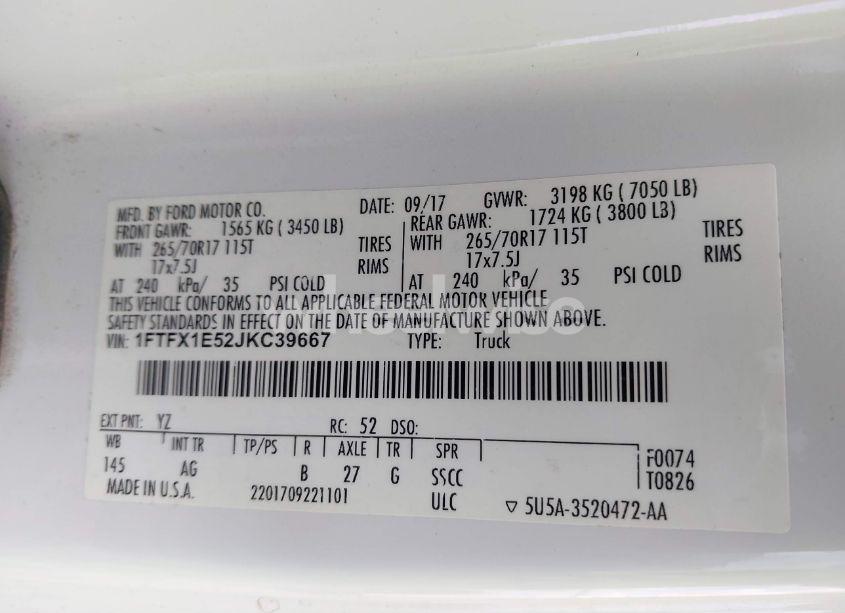 MFD. BY FORD MOTOR CO. DATE: 09/17 GVWR: 3198 KG ( 7050 LB)
FRONT GAWR: 1565 KG ( 3450 LB) REAR GAWR: 1724 KG ( 3800 LB)
WITH 265/70R17 115T TIRES WITH 265/70R17 115T TIRES
17x7.5J RIMS 17x7.5J RIMS
AT 240 kPa/ 35 PSI COLD AT 240 kPa/ 35 PSI COLD
THIS VEHICLE CONFORMS TO ALL APPLICABLE FEDERAL MOTOR VEHICLE
SAFETY STANDARDS IN EFFECT ON THE DATE OF MANUFACTURE SHOWN ABOVE.
VIN: 1FTFX1E52JKC39667 TYPE: Truck
EXT PNT: YZ RC: 52 DSO:
WB INT TR TP/PS R AXLE TR SPR F0074
145 AG B 27 G SSCC T0826
MADE IN U.S.A. 2201709221101 ULC 5U5A-3520472-AA